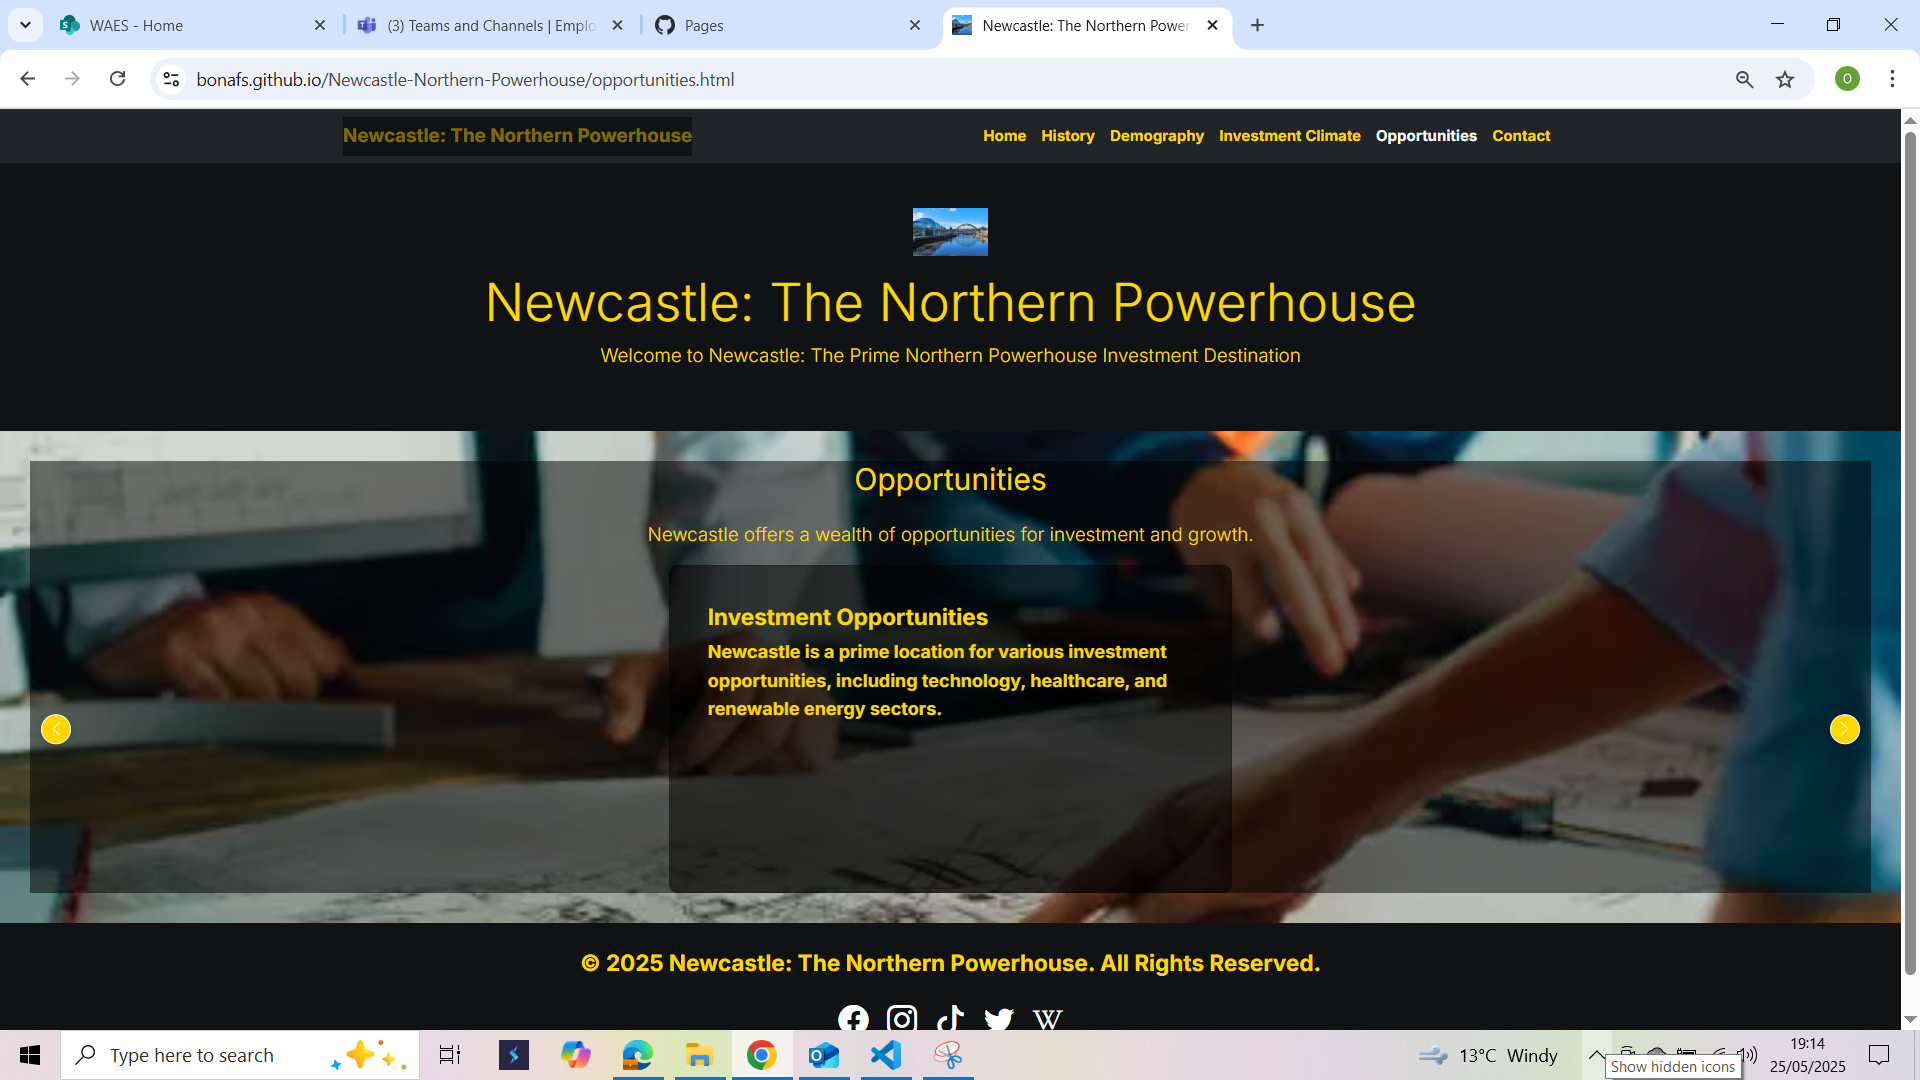 WAES - Home
(3) Teams and Channels | Emplo
Pages
Newcastle: The Northern Power
bonafs.github.io/Newcastle-Northern-Powerhouse/opportunities.html
O
Newcastle: The Northern Powerhouse
Home History Demography Investment Climate Opportunities Contact
Newcastle: The Northern Powerhouse
Welcome to Newcastle: The Prime Northern Powerhouse Investment Destination
Opportunities
Newcastle offers a wealth of opportunities for investment and growth.
Investment Opportunities
Newcastle is a prime location for various investment
opportunities, including technology, healthcare, and
renewable energy sectors.
© 2025 Newcastle: The Northern Powerhouse. All Rights Reserved.
W
Type here to search
13°C Windy
19:14
25/05/2025
Show hidden icons